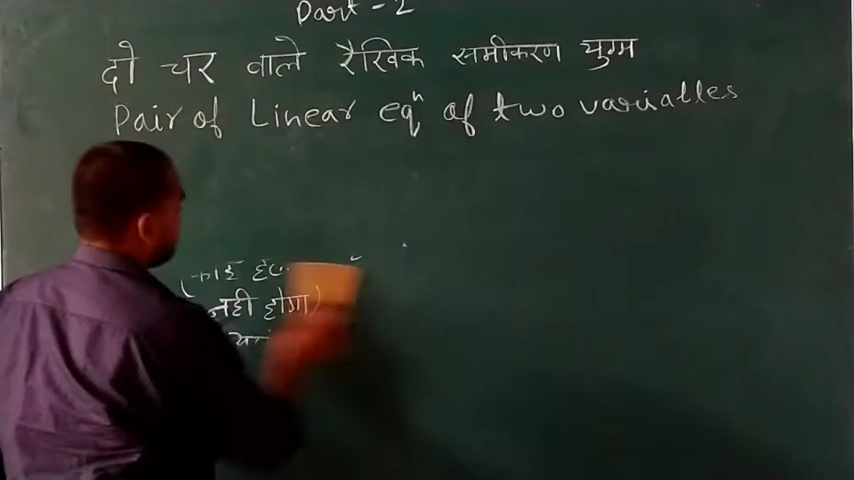 Part - 2
दो चर वाले रैखिक समीकरण युग्म
Pair of Linear eqⁿ of two variables
नही होगा)